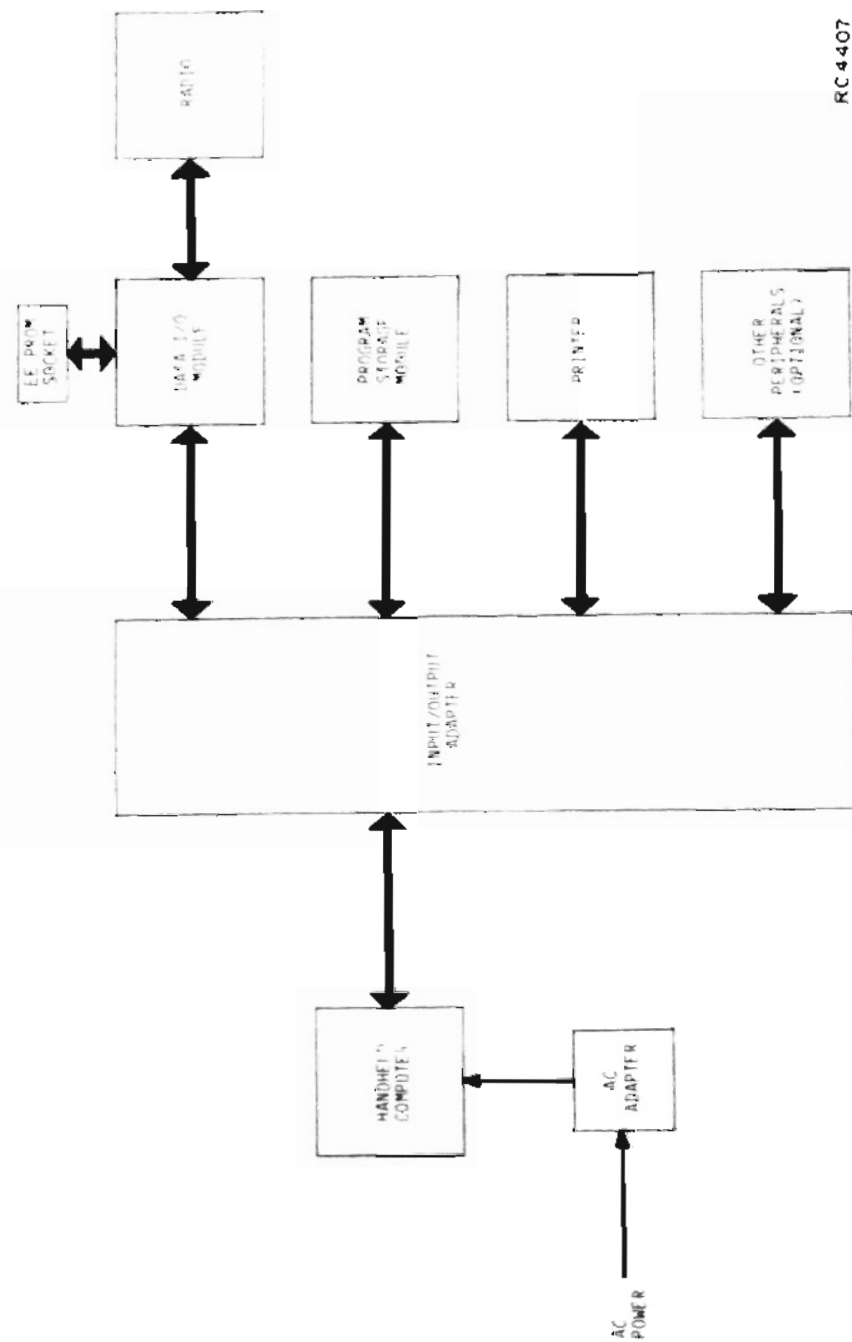 EE PROM
SOCKET
RADIO
DATA I/O
MODULE
PROGRAM
STORAGE
MODULE
PRINTER
OTHER
PERIPHERALS
(OPTIONAL)
INPUT/OUTPUT
ADAPTER
HANDHELD
COMPUTER
AC
ADAPTER
AC
POWER
RC 4407